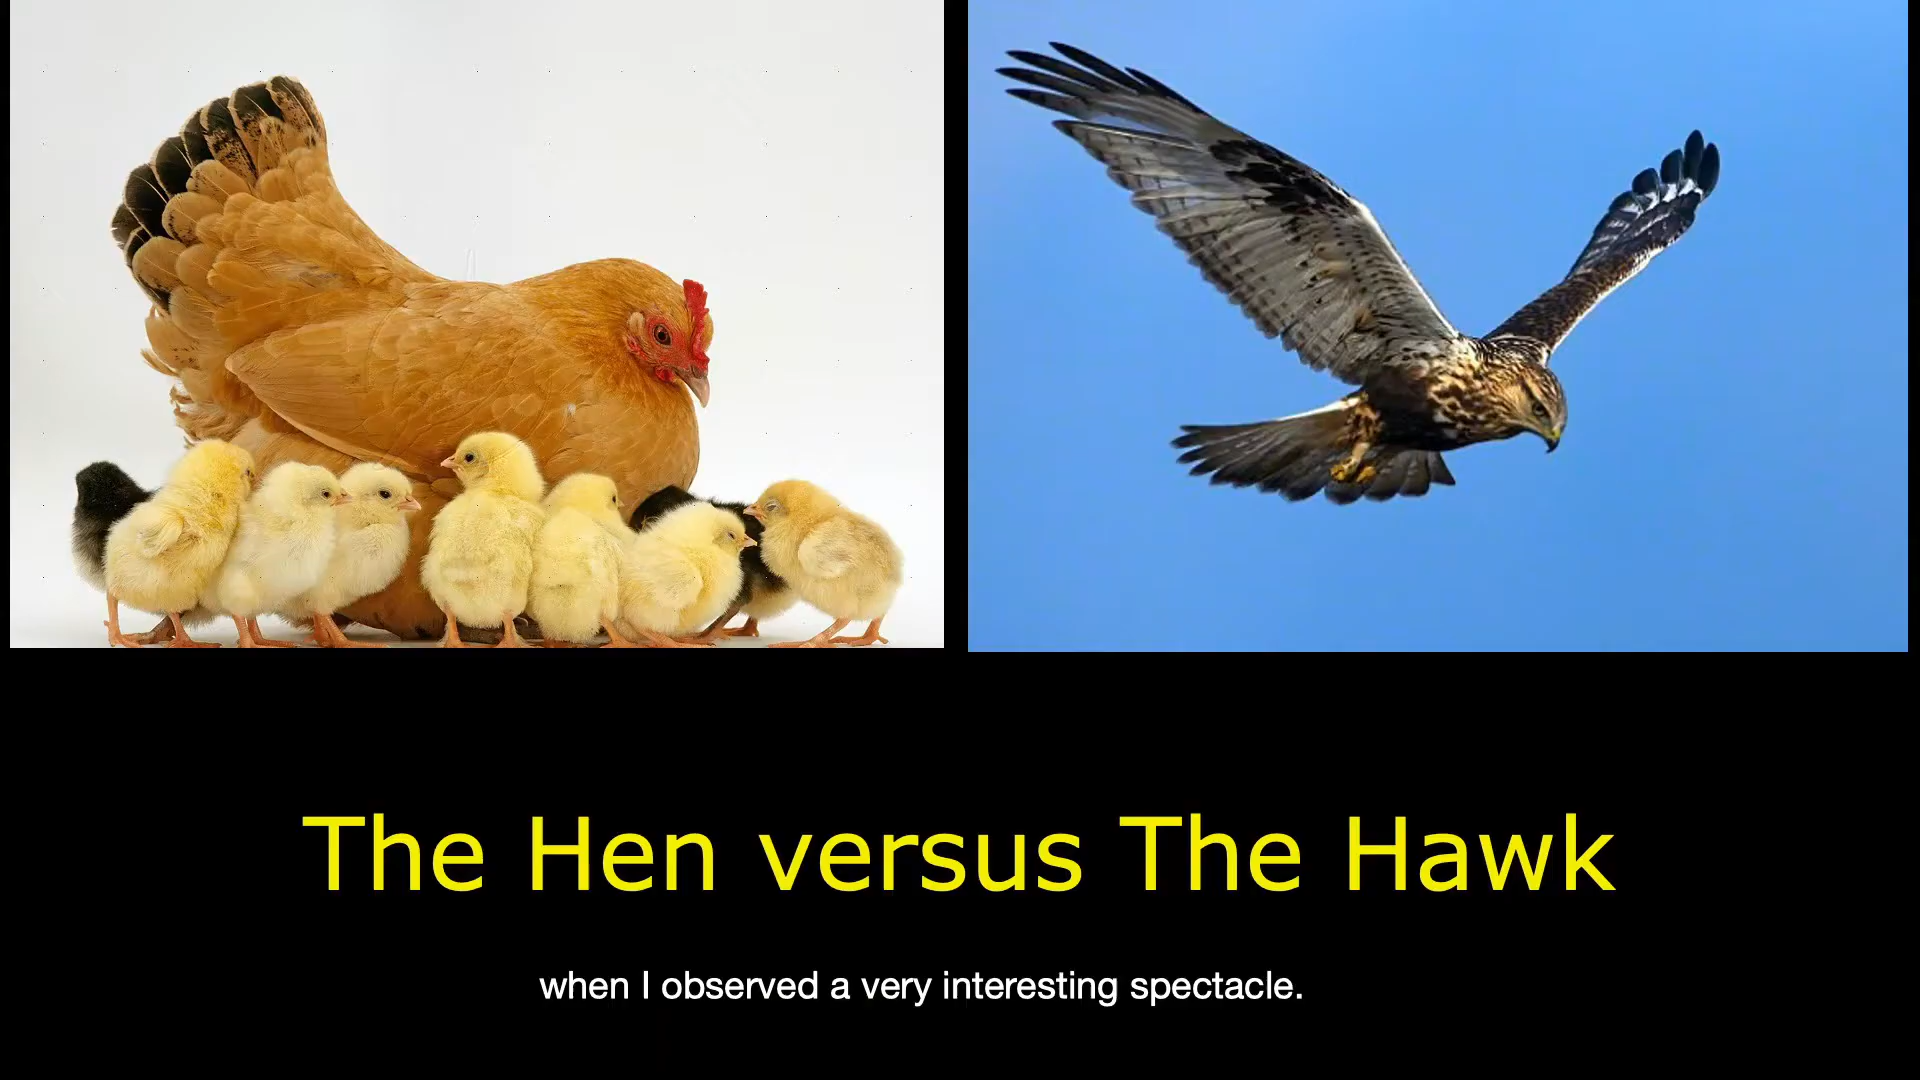 The Hen versus The Hawk
when I observed a very interesting spectacle.